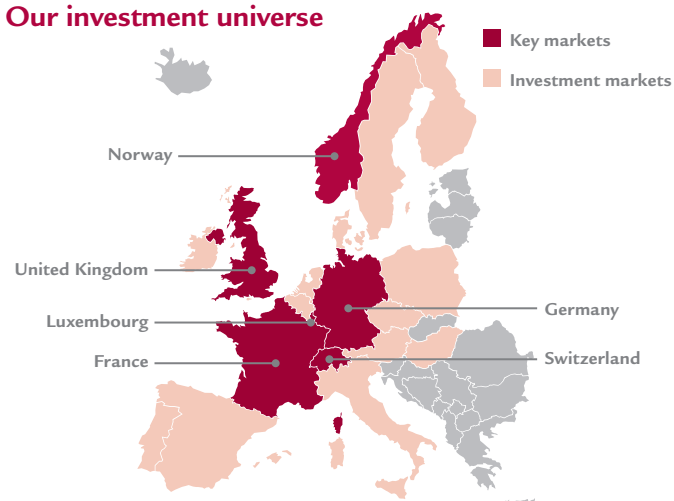 Our investment universe
Key markets
Investment markets
Norway
United Kingdom
Luxembourg
France
Germany
Switzerland